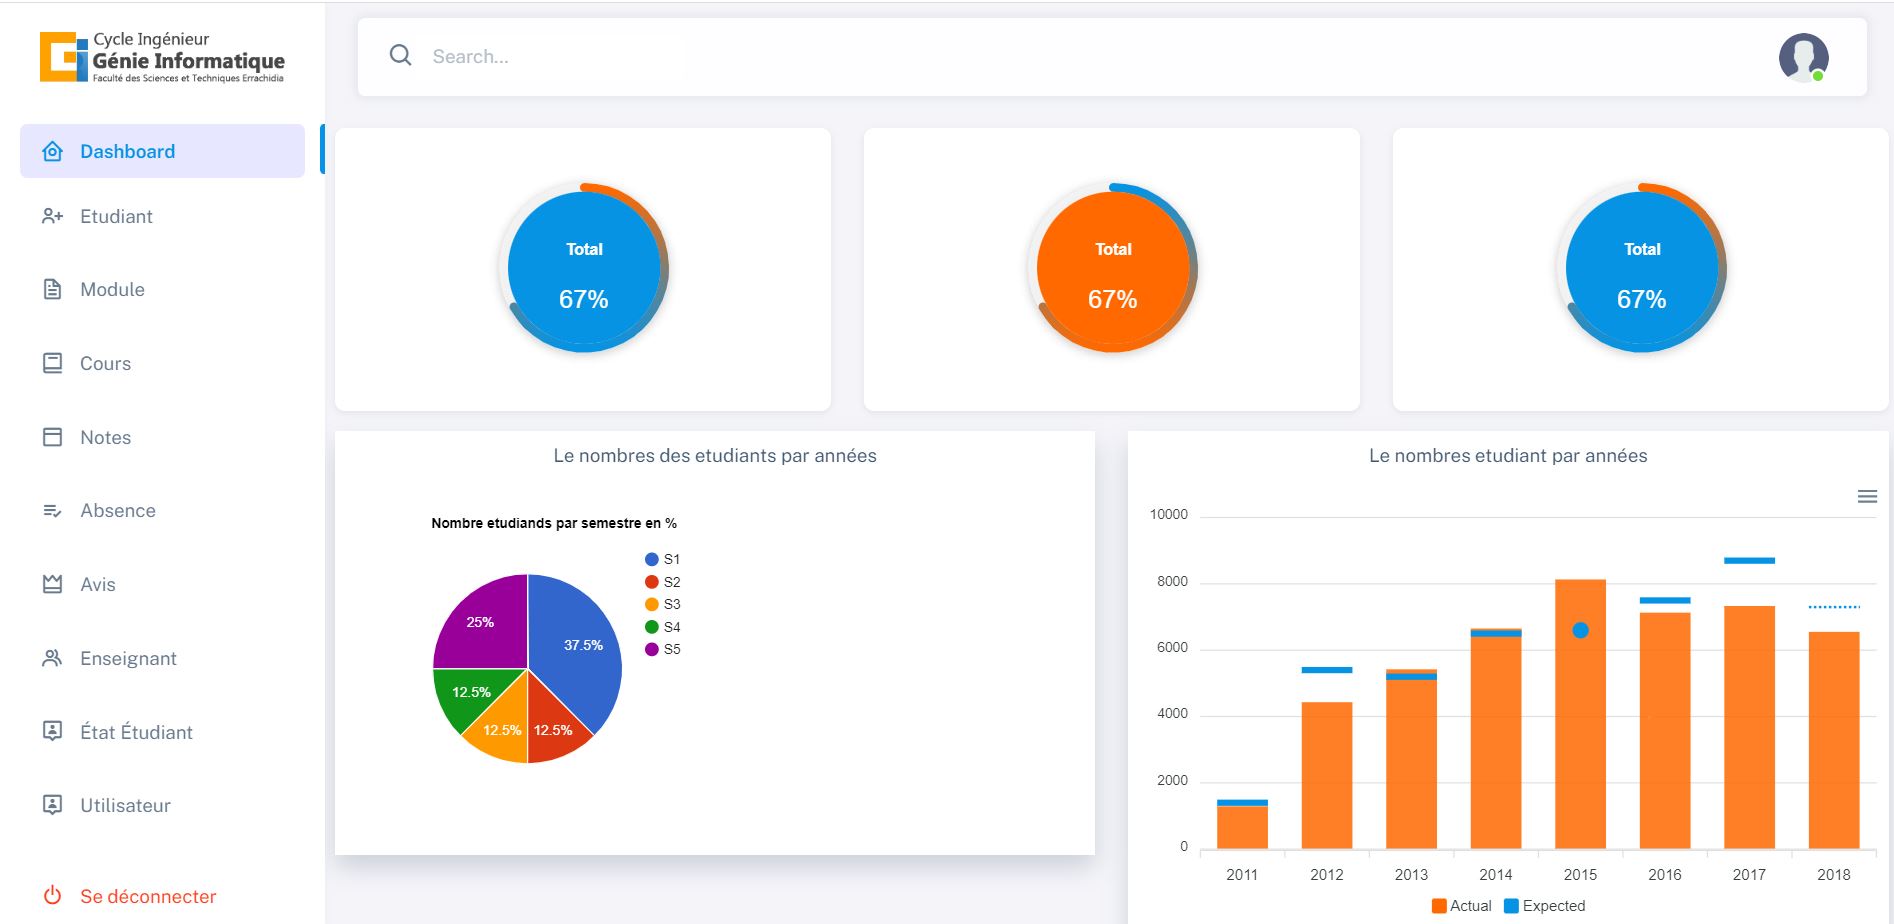 Cycle Ingénieur
Génie Informatique
Faculté des Sciences et Techniques Errachidia
Search...
Dashboard
Etudiant
Module
Cours
Notes
Absence
Avis
Enseignant
État Étudiant
Utilisateur
Se déconnecter
Total
67%
Total
67%
Total
67%
Le nombres des etudiants par années
Nombre etudiands par semestre en %
S1
S2
S3
S4
S5
25%
37.5%
12.5%
12.5%
12.5%
Le nombres etudiant par années
10000
8000
6000
4000
2000
0
2011 2012 2013 2014 2015 2016 2017 2018
Actual Expected